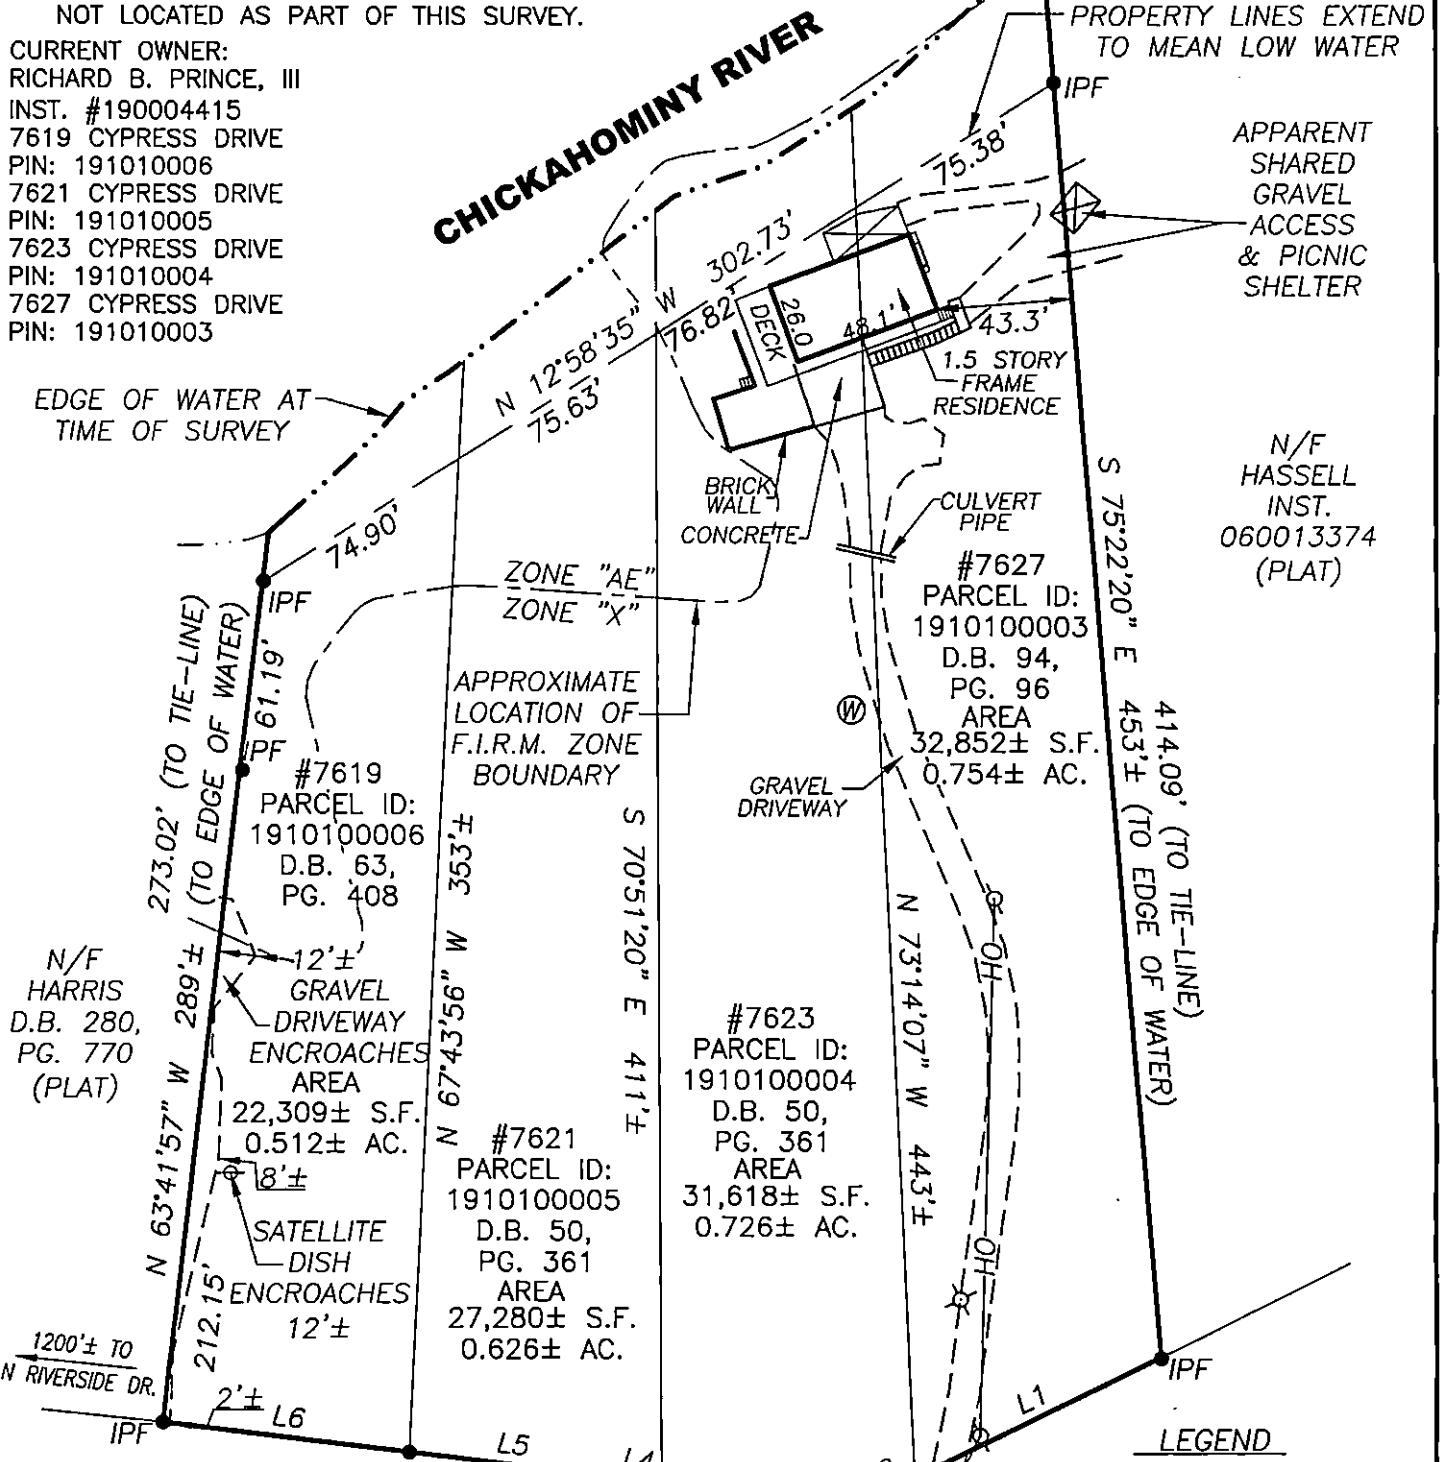 NOT LOCATED AS PART OF THIS SURVEY.
CURRENT OWNER:
RICHARD B. PRINCE, III
INST. #190004415
7619 CYPRESS DRIVE
PIN: 191010006
7621 CYPRESS DRIVE
PIN: 191010005
7623 CYPRESS DRIVE
PIN: 191010004
7627 CYPRESS DRIVE
PIN: 191010003
CHICKAHOMINY RIVER
PROPERTY LINES EXTEND
TO MEAN LOW WATER
IPF
APPARENT
SHARED
GRAVEL
ACCESS
& PICNIC
SHELTER
75.38'
N 12°58'35" W 302.73'
76.82'
75.63'
74.90'
DECK
26.0
48.1'
43.3'
1.5 STORY
FRAME
RESIDENCE
EDGE OF WATER AT
TIME OF SURVEY
BRICK
WALL
CONCRETE
CULVERT
PIPE
N/F
HASSELL
INST.
060013374
(PLAT)
S 75°22'20" E 453'± (TO EDGE OF WATER)
414.09' (TO TIE-LINE)
ZONE "AE"
ZONE "X"
APPROXIMATE
LOCATION OF
F.I.R.M. ZONE
BOUNDARY
#7627
PARCEL ID:
1910100003
D.B. 94,
PG. 96
AREA
32,852± S.F.
0.754± AC.
W
GRAVEL
DRIVEWAY
IPF
61.19'
IPF
273.02' (TO TIE-LINE)
N 63°41'57" W 289'± (TO EDGE OF WATER)
#7619
PARCEL ID:
1910100006
D.B. 63,
PG. 408
12'±
GRAVEL
DRIVEWAY
ENCROACHES
AREA
22,309± S.F.
0.512± AC.
8'±
SATELLITE
DISH
ENCROACHES
12'±
212.15'
N/F
HARRIS
D.B. 280,
PG. 770
(PLAT)
N 67°43'56" W 353'±
S 70°51'20" E 411'±
N 73°14'07" W 443'±
#7621
PARCEL ID:
1910100005
D.B. 50,
PG. 361
AREA
27,280± S.F.
0.626± AC.
#7623
PARCEL ID:
1910100004
D.B. 50,
PG. 361
AREA
31,618± S.F.
0.726± AC.
OH
OH
1200'± TO
N RIVERSIDE DR.
IPF
2'±
L6
L5
L4
L1
IPF
LEGEND